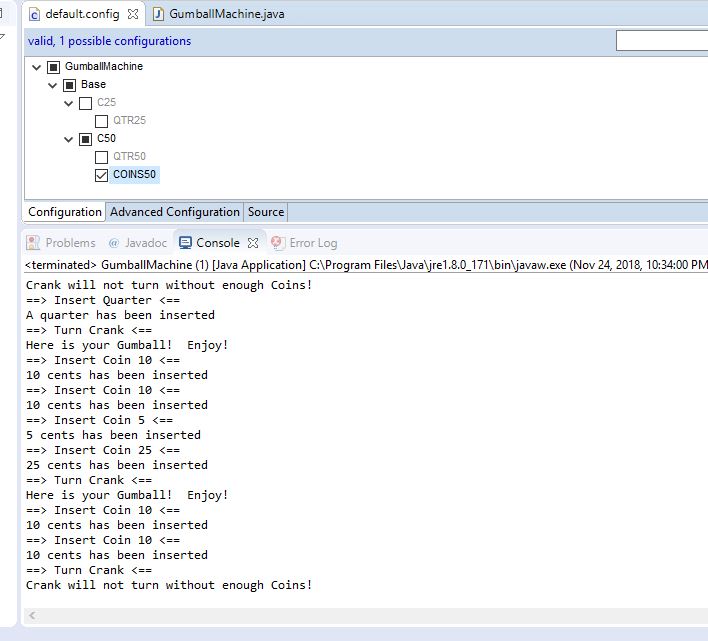 default.config GumballMachine.java
valid, 1 possible configurations
GumballMachine
Base
C25
QTR25
C50
QTR50
COINS50
Configuration Advanced Configuration Source
Problems @ Javadoc Console Error Log
<terminated> GumballMachine (1) [Java Application] C:\Program Files\Java\jre1.8.0_171\bin\javaw.exe (Nov 24, 2018, 10:34:00 PM
Crank will not turn without enough Coins!
==> Insert Quarter <==
A quarter has been inserted
==> Turn Crank <==
Here is your Gumball!  Enjoy!
==> Insert Coin 10 <==
10 cents has been inserted
==> Insert Coin 10 <==
10 cents has been inserted
==> Insert Coin 5 <==
5 cents has been inserted
==> Insert Coin 25 <==
25 cents has been inserted
==> Turn Crank <==
Here is your Gumball!  Enjoy!
==> Insert Coin 10 <==
10 cents has been inserted
==> Insert Coin 10 <==
10 cents has been inserted
==> Turn Crank <==
Crank will not turn without enough Coins!